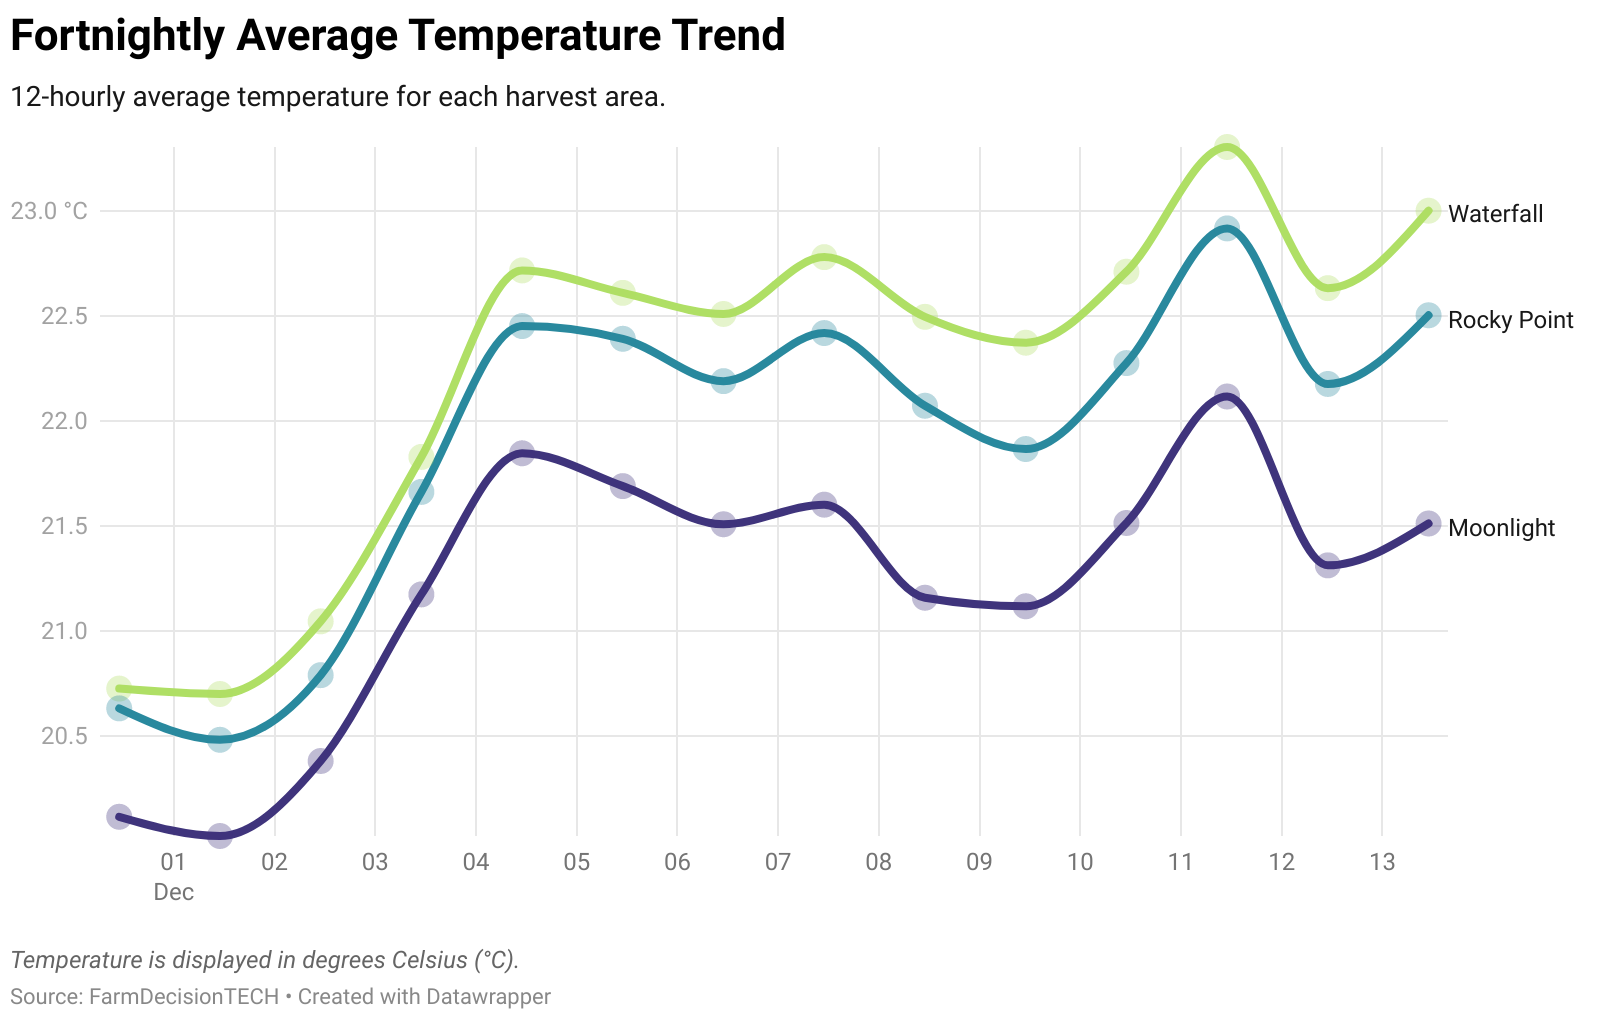 Fortnightly Average Temperature Trend
12-hourly average temperature for each harvest area.
23.0 °C
22.5
22.0
21.5
21.0
20.5
Waterfall
Rocky Point
Moonlight
01 02 03 04 05 06 07 08 09 10 11 12 13
Dec
Temperature is displayed in degrees Celsius (°C).
Source: FarmDecisionTECH • Created with Datawrapper